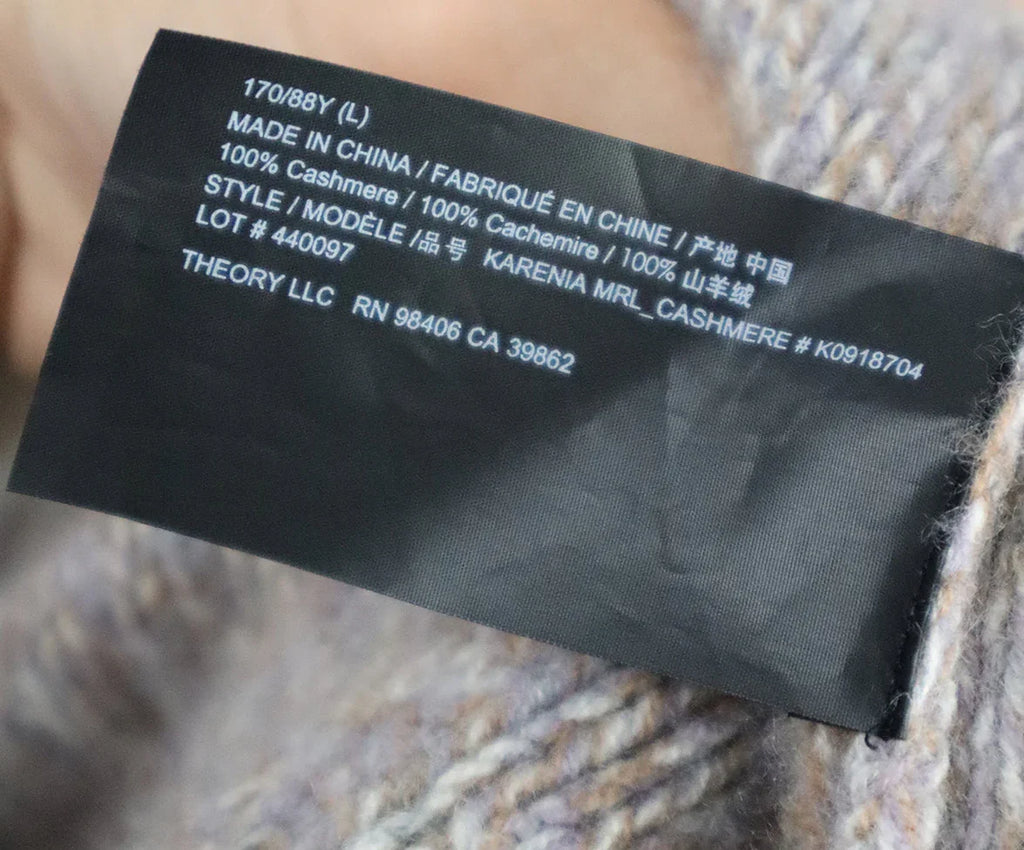 170/88Y (L)
MADE IN CHINA / FABRIQUÉ EN CHINE / 产地 中国
100% Cashmere / 100% Cachemire / 100% 山羊绒
STYLE / MODÈLE /品 号 KARENIA MRL_CASHMERE # K0918704
LOT # 440097
THEORY LLC RN 98406 CA 39862